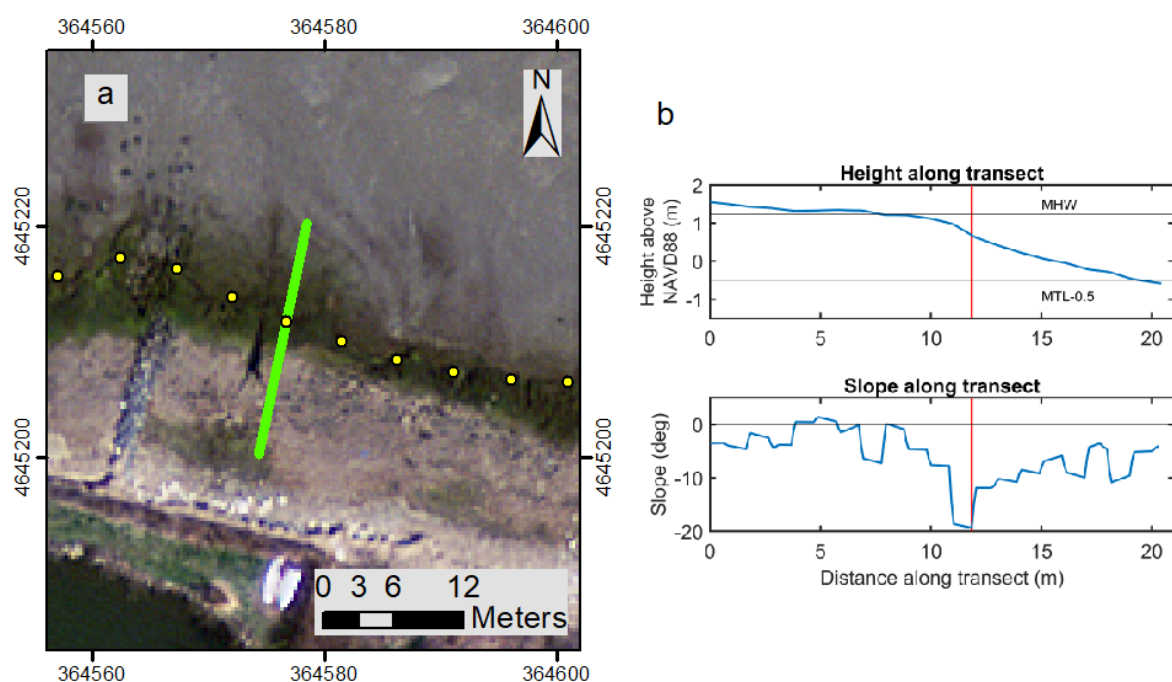 364560 364580 364600
a
N
4645220 4645220
4645200 4645200
0 3 6 12
Meters
364560 364580 364600
b
Height along transect
Height above
NAVD88 (m)
2
1
0
-1
MHW
MTL-0.5
0 5 10 15 20
Slope along transect
Slope (deg)
0
-10
-20
0 5 10 15 20
Distance along transect (m)